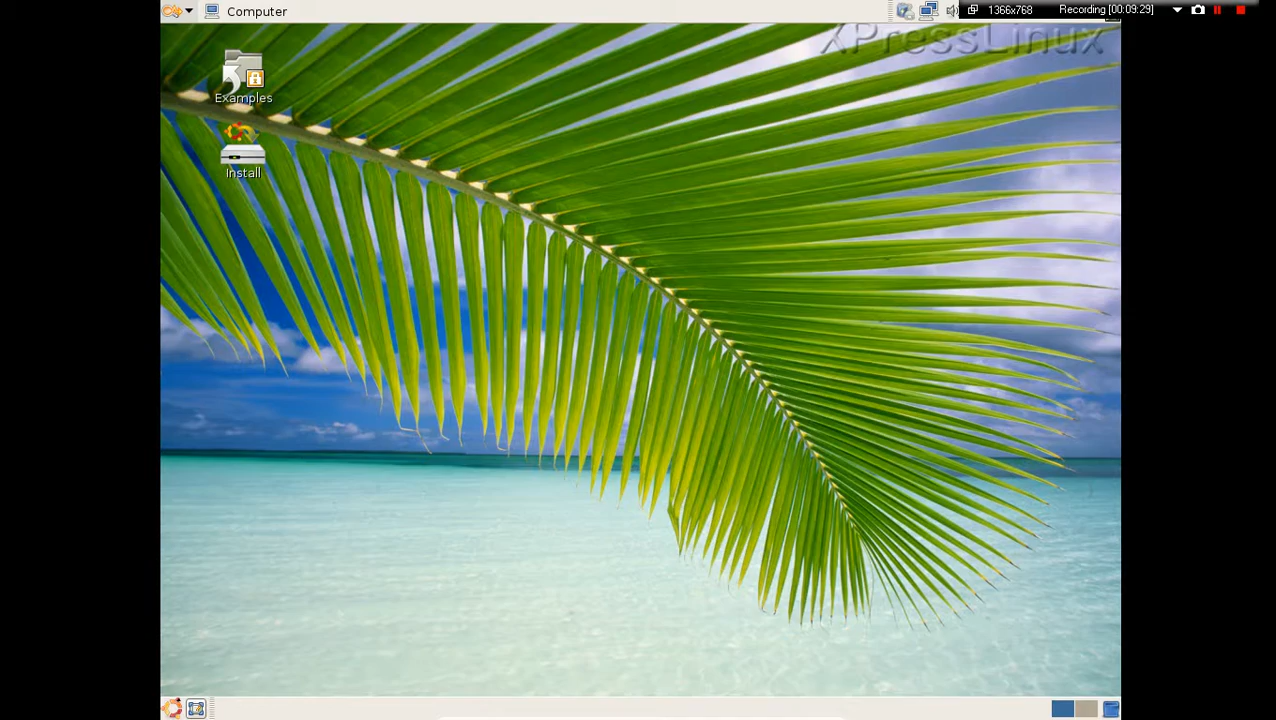 Computer
1366x768
Recording [00:09:29]
XPressLinux
Examples
Install